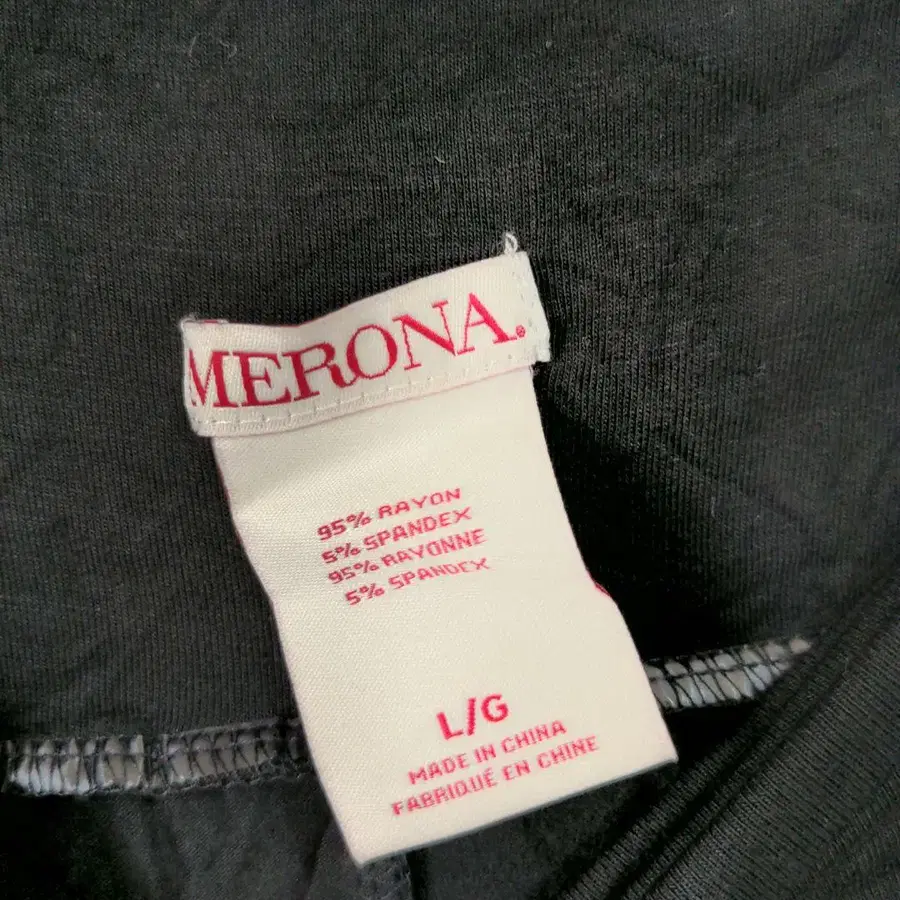 MERONA®
95% RAYON
5% SPANDEX
95% RAYONNE
5% SPANDEX
L/G
MADE IN CHINA
FABRIQUÉ EN CHINE